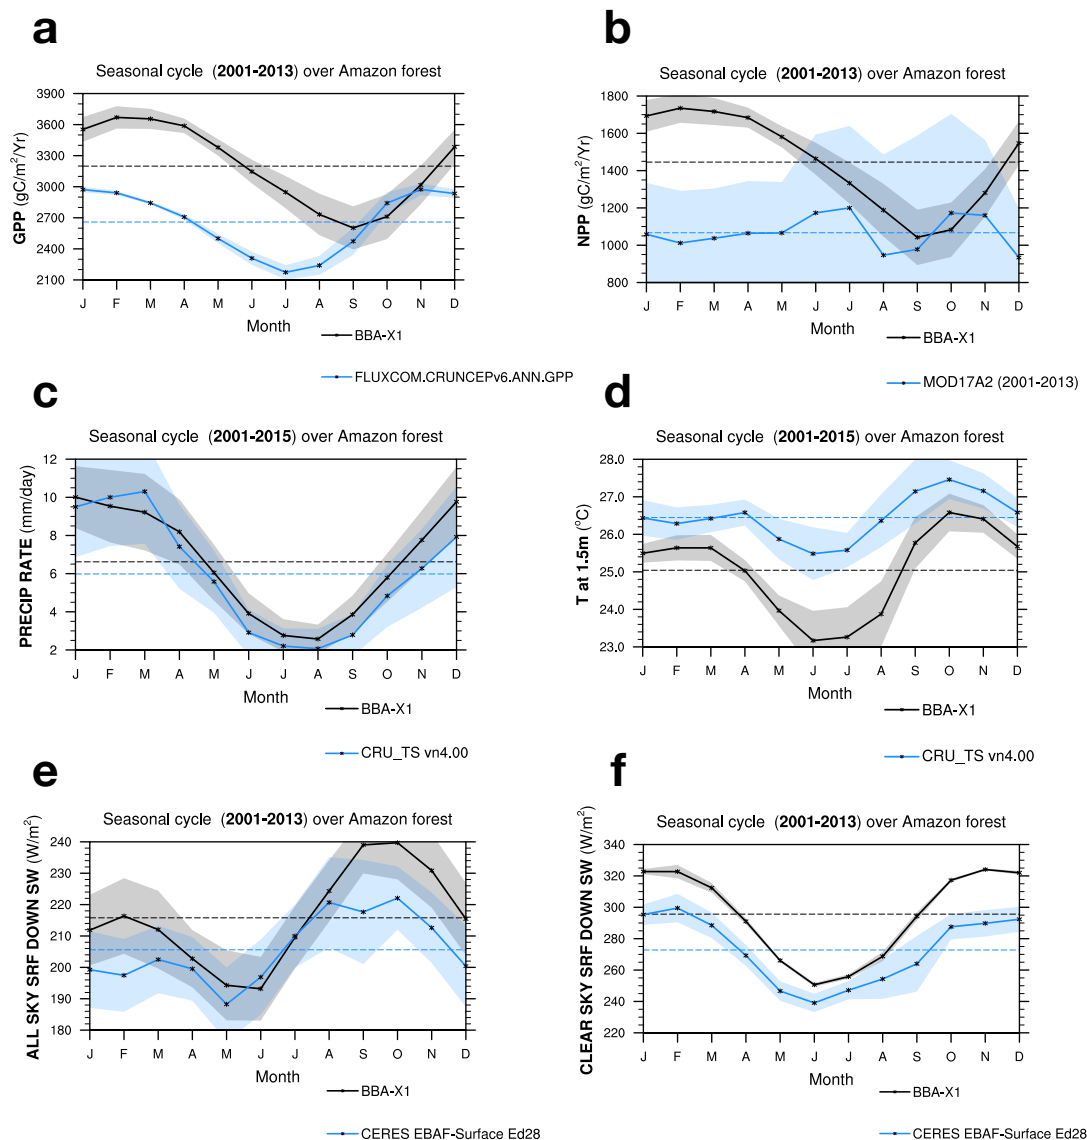 a
Seasonal cycle (2001-2013) over Amazon forest
GPP (gC/m²/Yr)
3900
3600
3300
3000
2700
2400
2100
J F M A M J J A S O N D
Month
BBA-X1
FLUXCOM.CRUNCEPv6.ANN.GPP
b
Seasonal cycle (2001-2013) over Amazon forest
NPP (gC/m²/Yr)
1800
1600
1400
1200
1000
800
J F M A M J J A S O N D
Month
BBA-X1
MOD17A2 (2001-2013)
c
Seasonal cycle (2001-2015) over Amazon forest
PRECIP RATE (mm/day)
12
10
8
6
4
2
J F M A M J J A S O N D
Month
BBA-X1
CRU_TS vn4.00
d
Seasonal cycle (2001-2015) over Amazon forest
T at 1.5m (°C)
28.0
27.0
26.0
25.0
24.0
23.0
J F M A M J J A S O N D
Month
BBA-X1
CRU_TS vn4.00
e
Seasonal cycle (2001-2013) over Amazon forest
ALL SKY SRF DOWN SW (W/m²)
240
230
220
210
200
190
180
J F M A M J J A S O N D
Month
BBA-X1
CERES EBAF-Surface Ed28
f
Seasonal cycle (2001-2013) over Amazon forest
CLEAR SKY SRF DOWN SW (W/m²)
340
320
300
280
260
240
220
J F M A M J J A S O N D
Month
BBA-X1
CERES EBAF-Surface Ed28